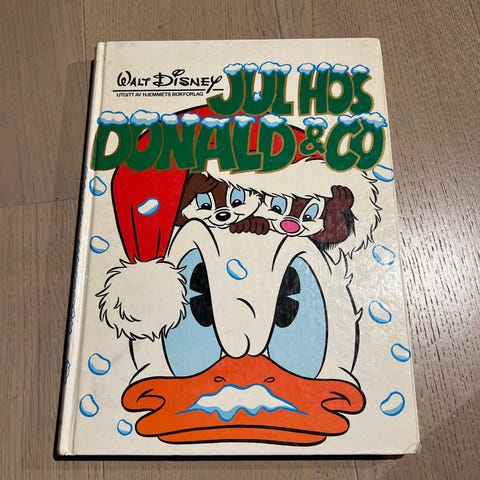 WALT DISNEY
UTGITT AV HJEMMETS BOKFORLAG
JUL HOS
DONALD & CO